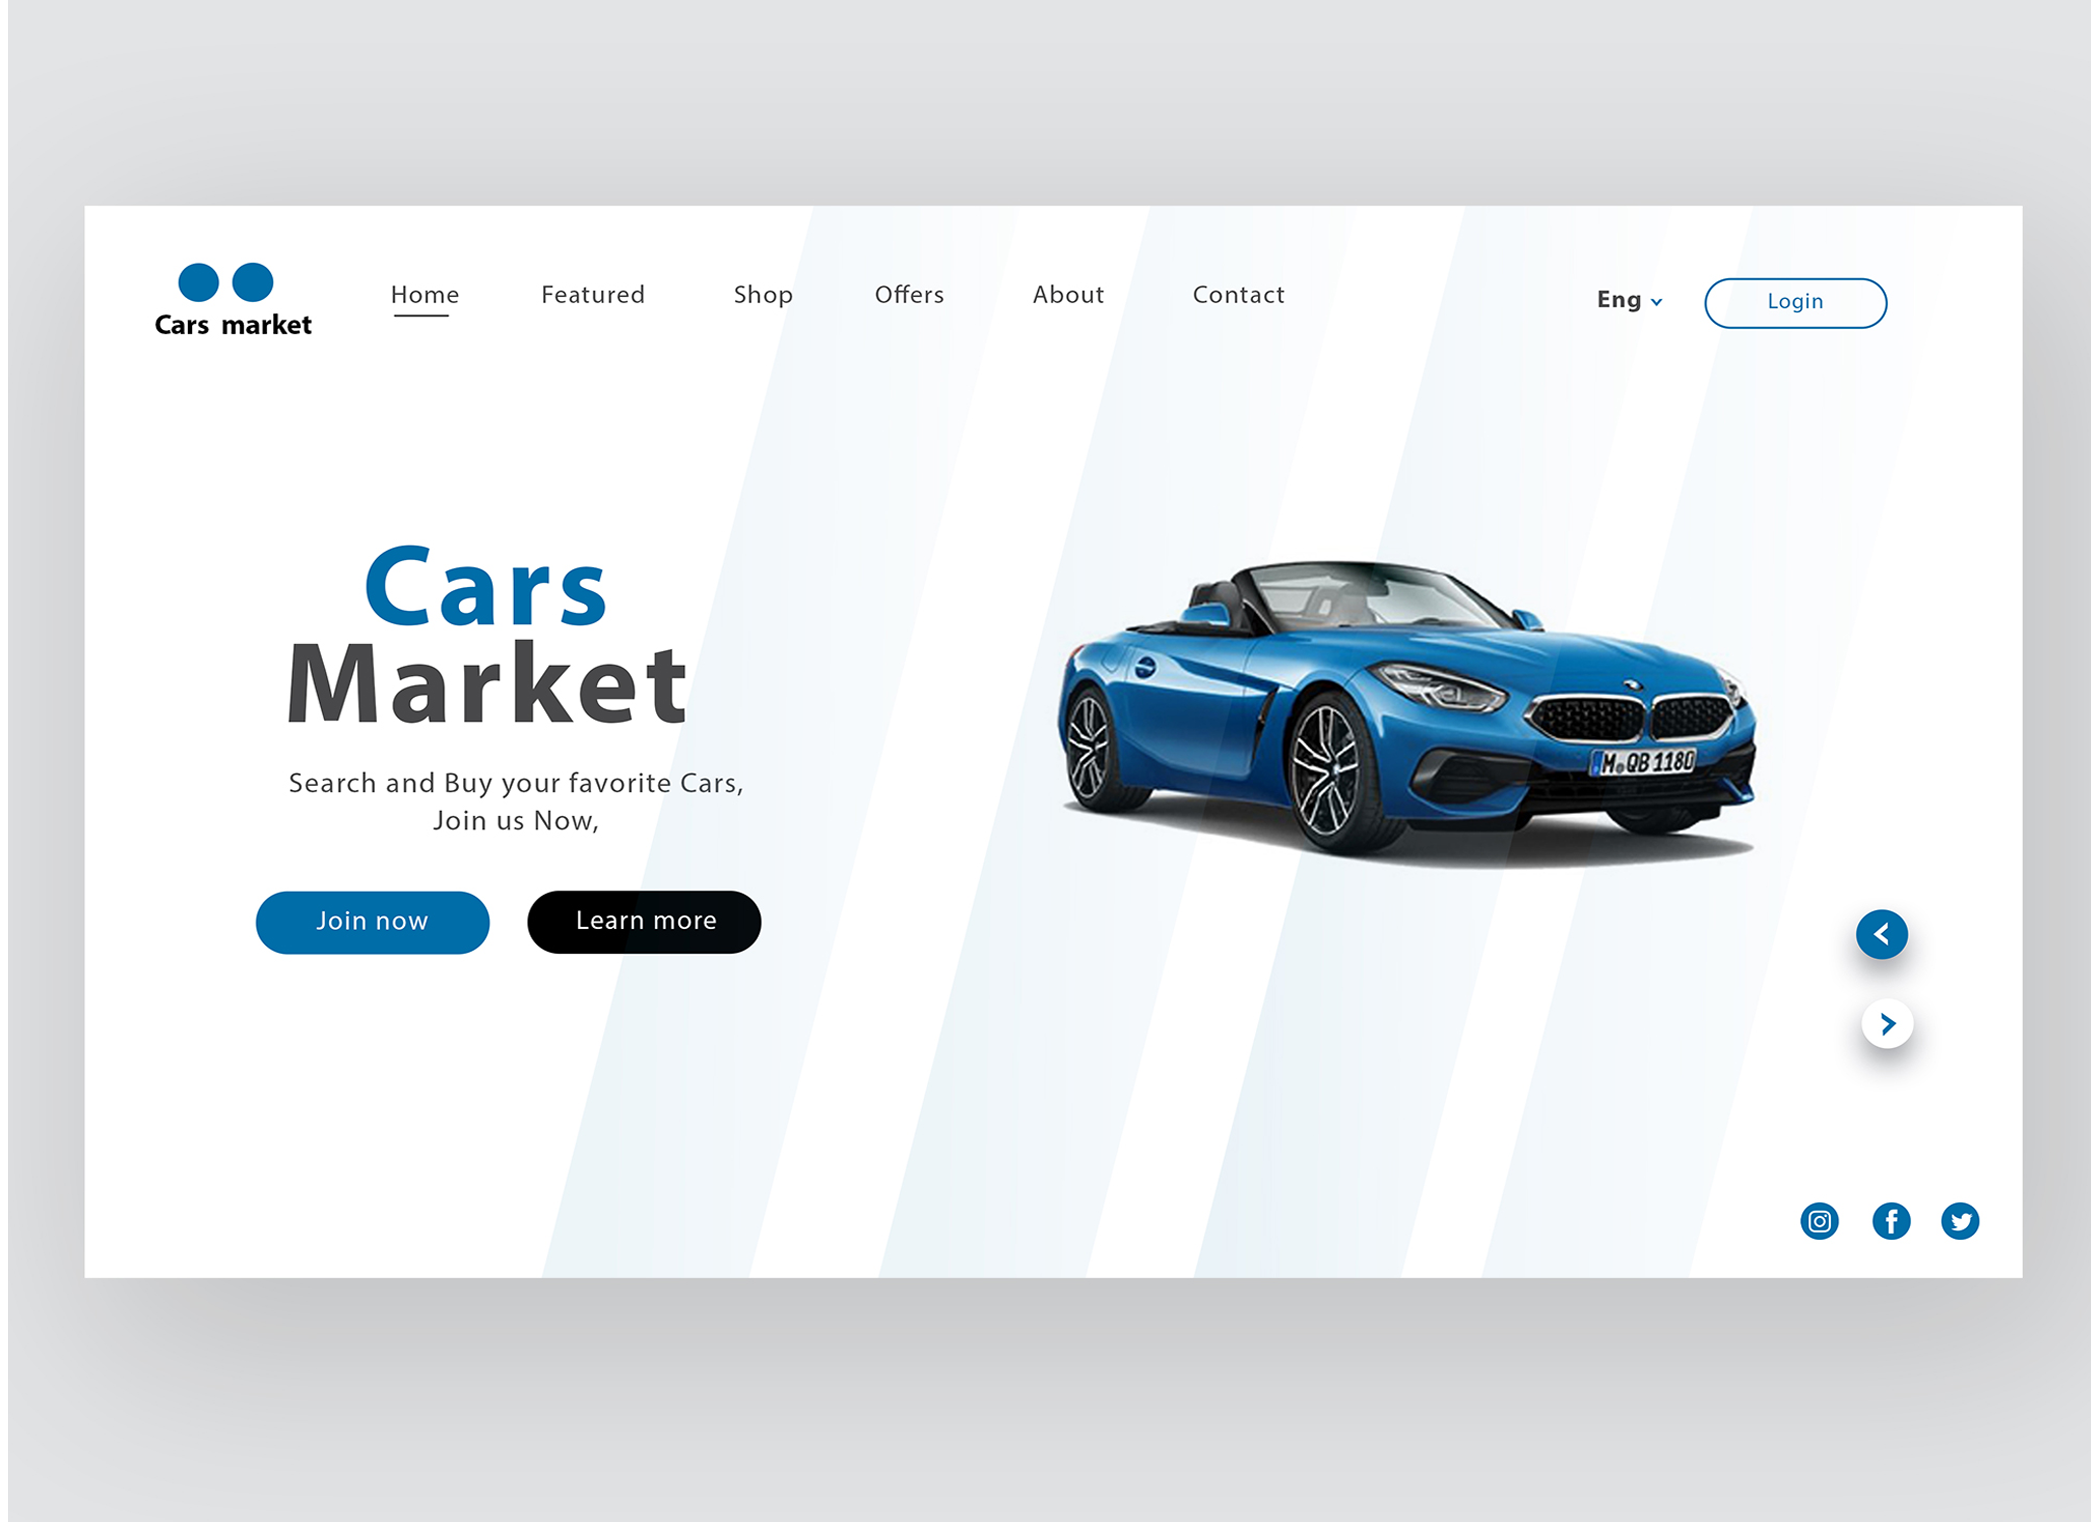 Cars market
Home Featured Shop Offers About Contact
Eng
Login
Cars
Market
Search and Buy your favorite Cars,
Join us Now,
Join now
Learn more
M QB 1180